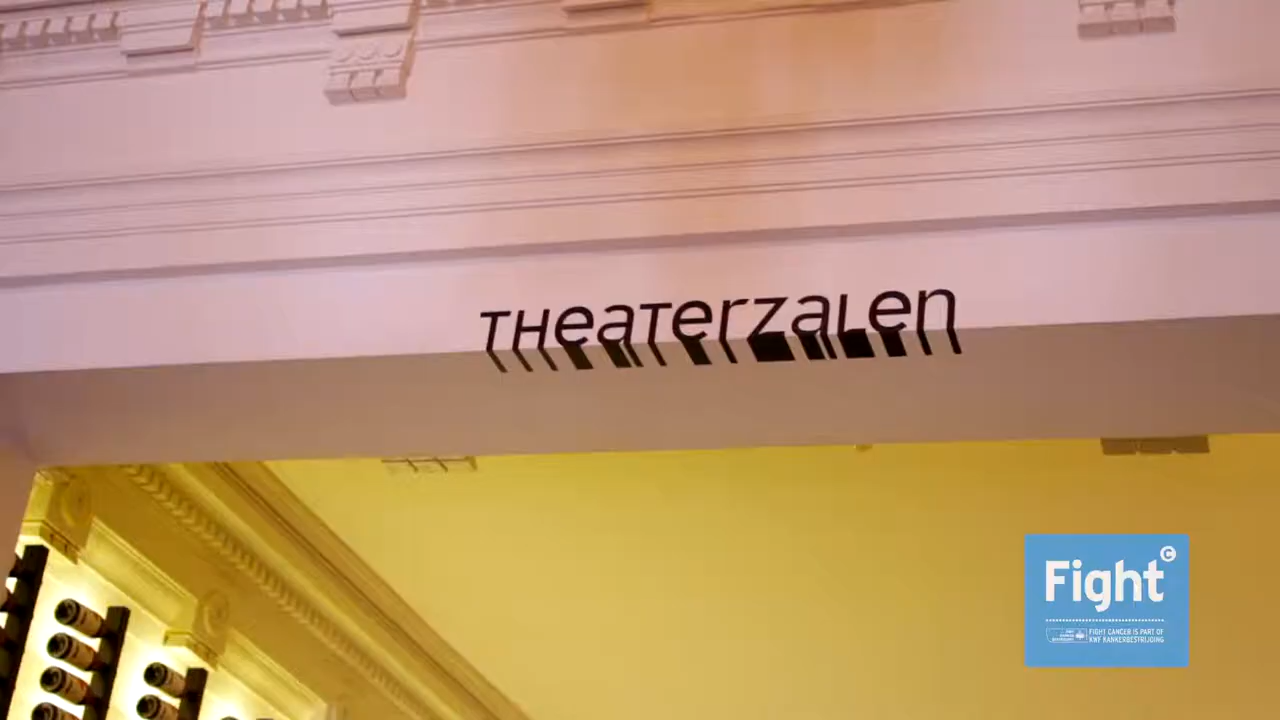 THeaTerzaLen
Fight
C
FIGHT CANCER IS PART OF
KWF KANKERBESTRIJDING